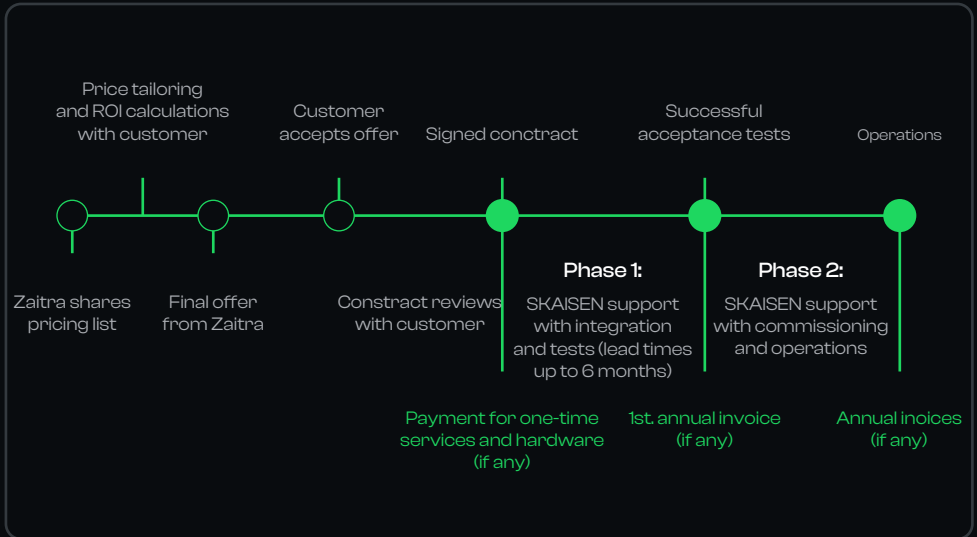 Price tailoring
and ROI calculations
with customer
Customer
accepts offer
Signed conctract
Successful
acceptance tests
Operations
Zaitra shares
pricing list
Final offer
from Zaitra
Constract reviews
with customer
Phase 1:
SKAISEN support
with integration
and tests (lead times
up to 6 months)
Phase 2:
SKAISEN support
with commissioning
and operations
Payment for one-time
services and hardware
(if any)
1st. annual invoice
(if any)
Annual inoices
(if any)